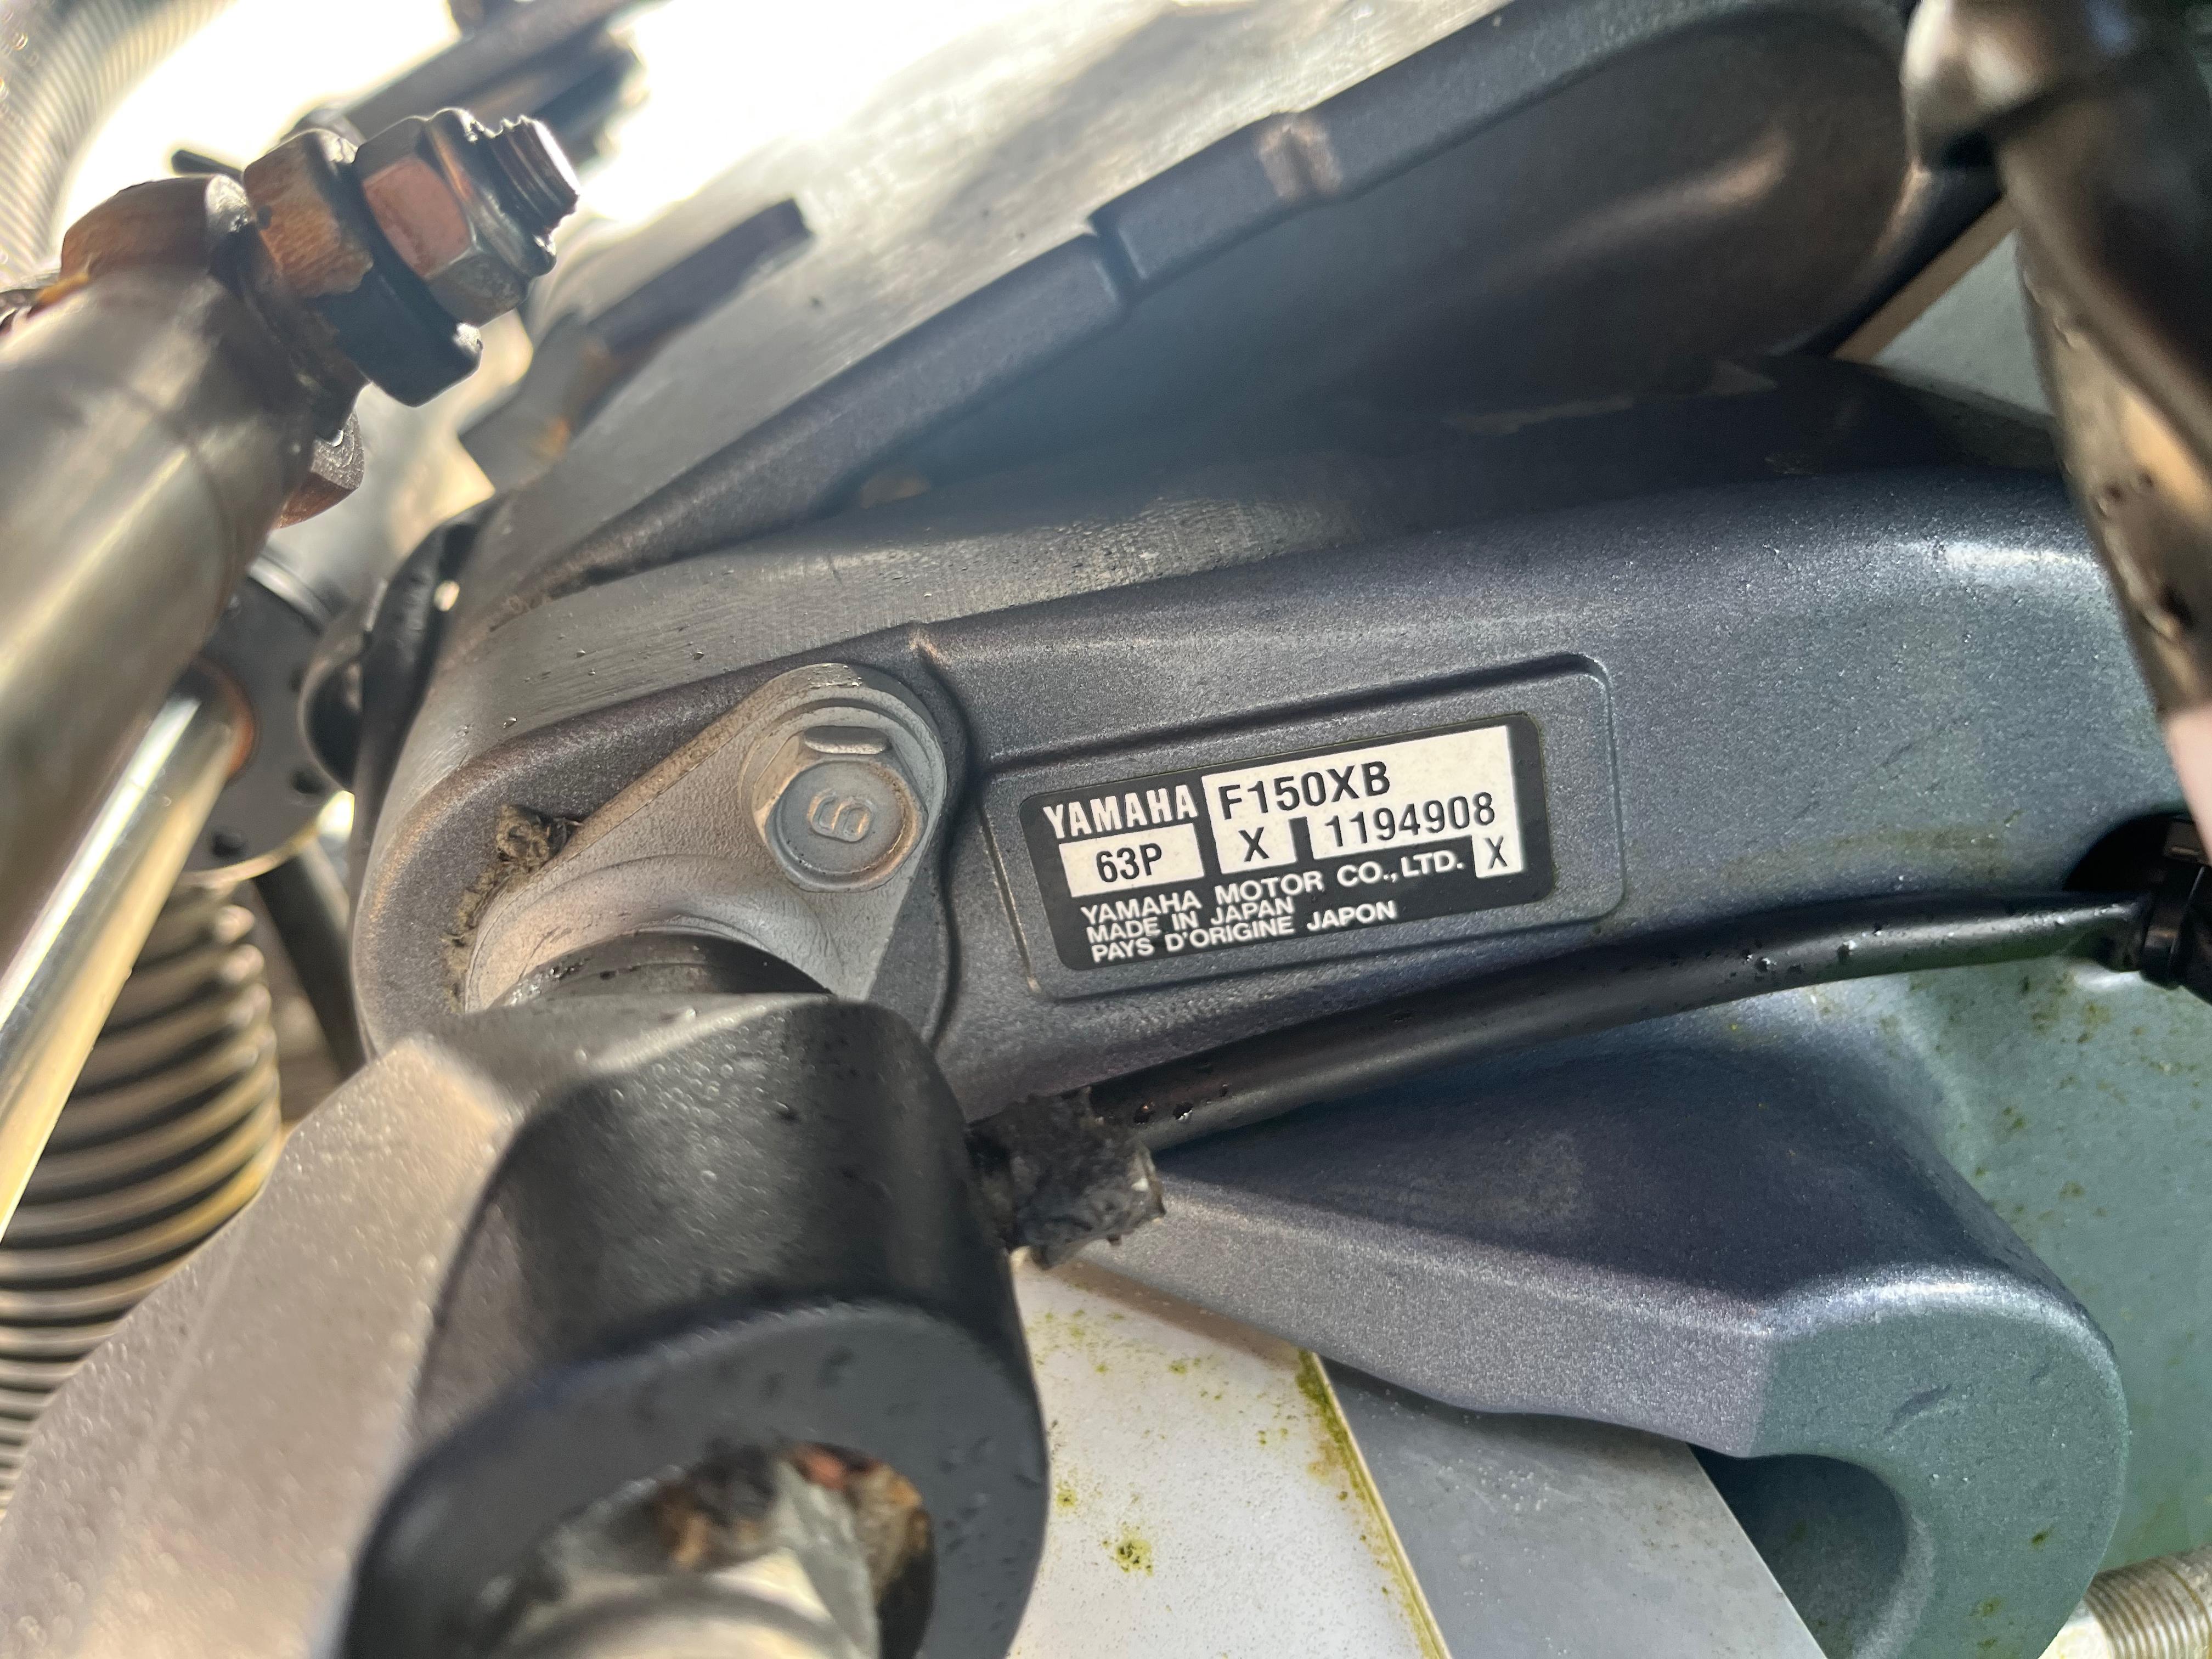 6
YAMAHA F150XB
63P X 1194908
YAMAHA MOTOR CO.,LTD. X
MADE IN JAPAN
PAYS D'ORIGINE JAPON